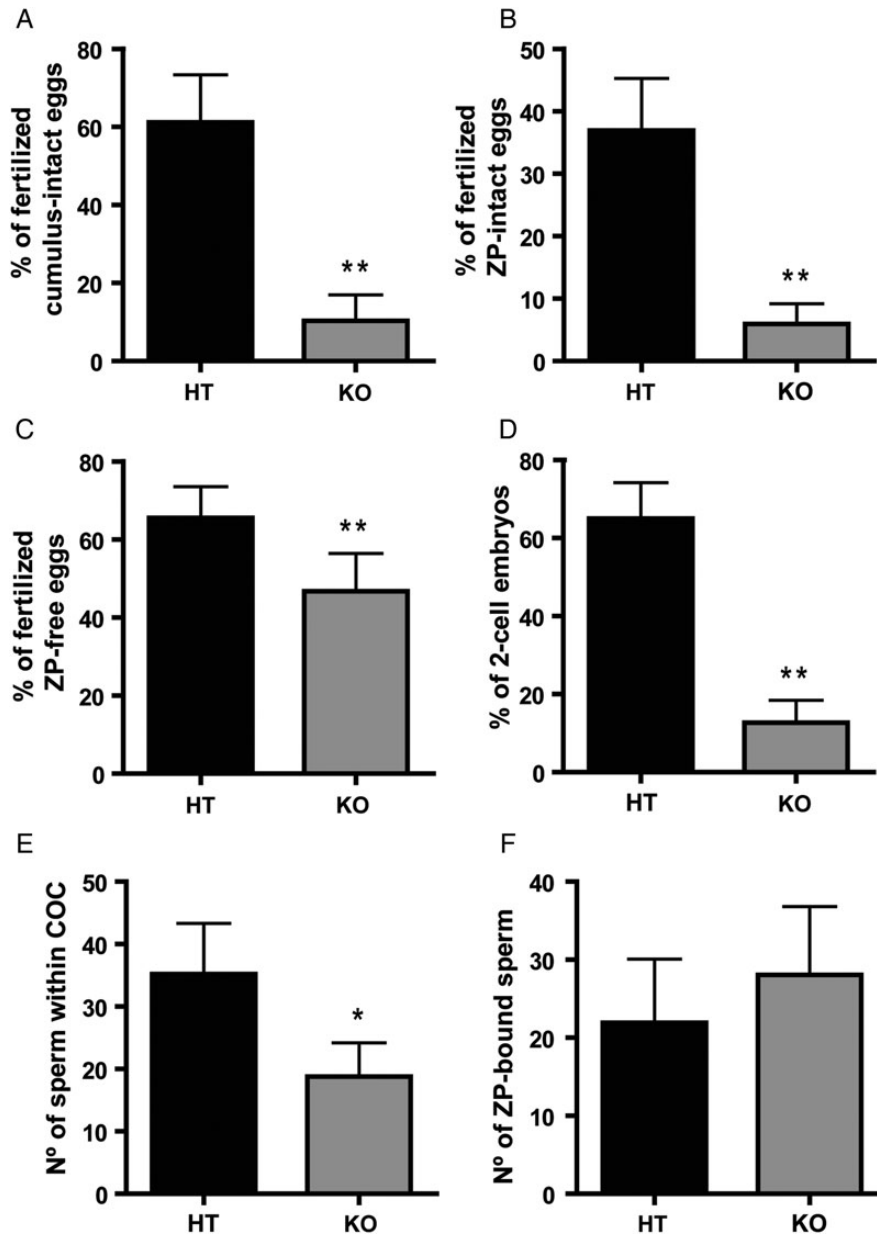 A
% of fertilized
cumulus-intact eggs
80
60
40
20
0
**
HT
KO
B
% of fertilized
ZP-intact eggs
50
40
30
20
10
0
**
HT
KO
C
% of fertilized
ZP-free eggs
80
60
40
20
0
**
HT
KO
D
% of 2-cell embryos
80
60
40
20
0
**
HT
KO
E
Nº of sperm within COC
50
40
30
20
10
0
*
HT
KO
F
Nº of ZP-bound sperm
40
30
20
10
0
HT
KO